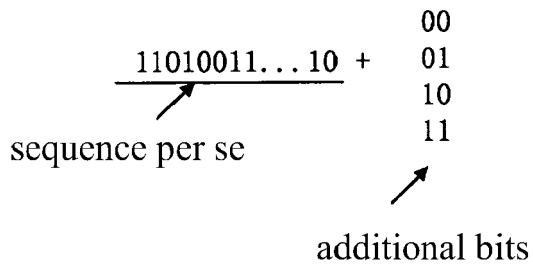 00
11010011...10 + 01
10
11
sequence per se
additional bits